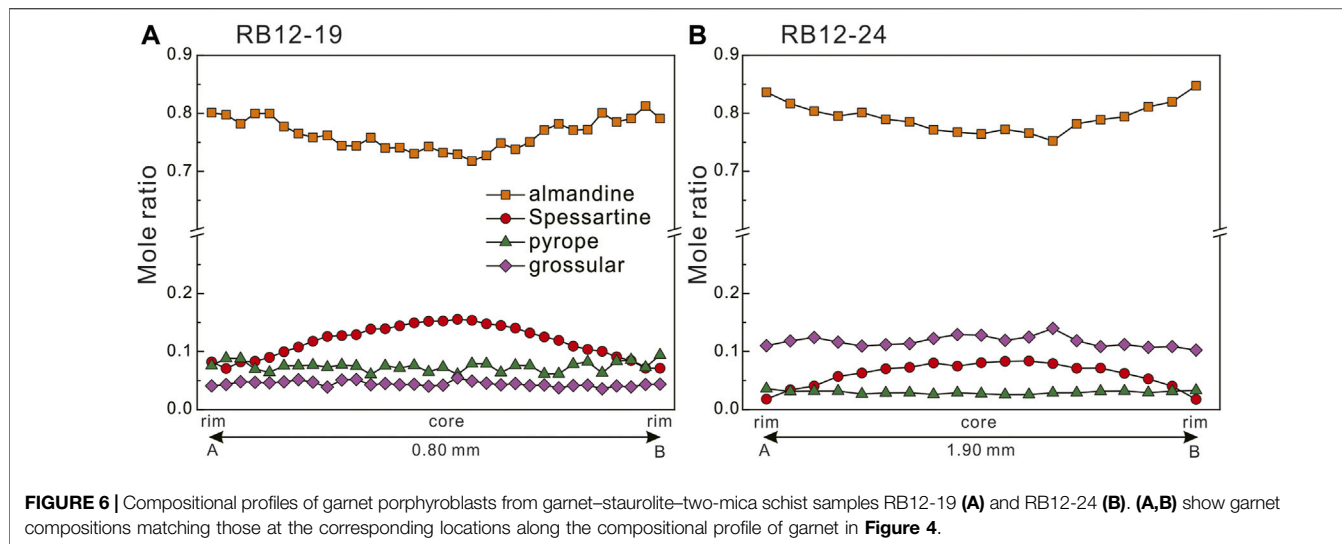 A RB12-19
B RB12-24
Mole ratio
0.9
0.8
0.7
0.2
0.1
0.0
almandine
Spessartine
pyrope
grossular
rim core rim
A 0.80 mm B
Mole ratio
0.9
0.8
0.7
0.2
0.1
0.0
rim core rim
A 1.90 mm B
FIGURE 6 | Compositional profiles of garnet porphyroblasts from garnet–staurolite–two-mica schist samples RB12-19 (A) and RB12-24 (B). (A,B) show garnet
compositions matching those at the corresponding locations along the compositional profile of garnet in Figure 4.